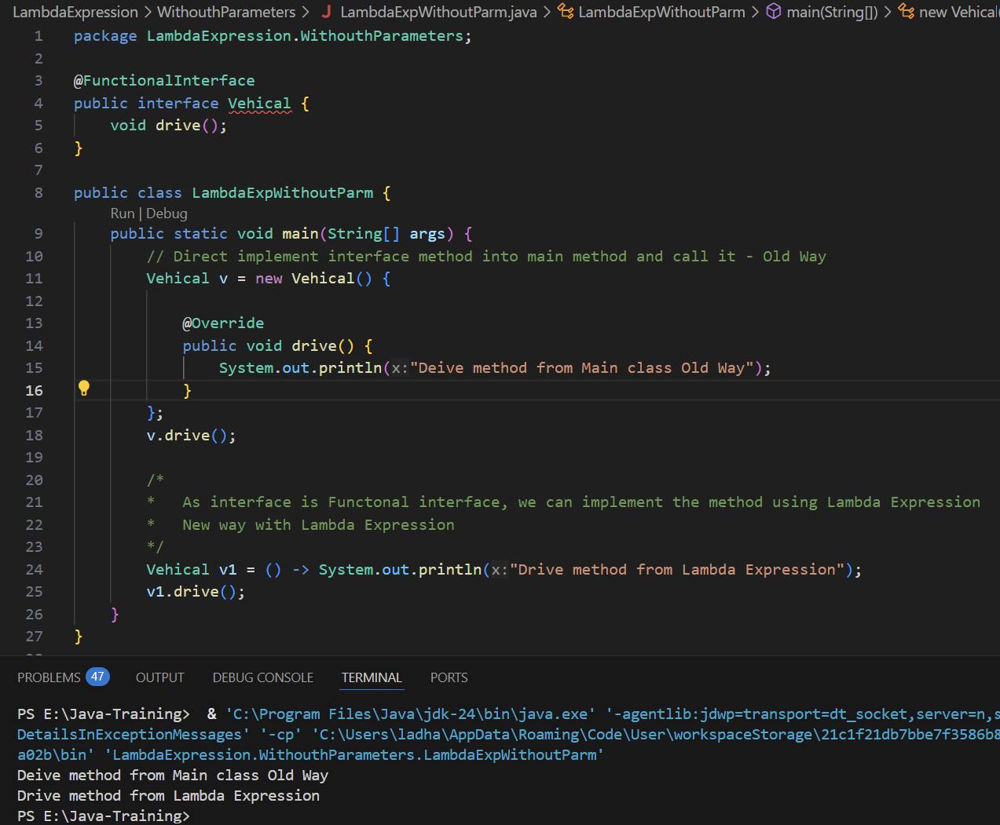 LambdaExpression > WithouthParameters > J LambdaExpWithoutParm.java > LambdaExpWithoutParm > main(String[]) > new Vehical(
1 package LambdaExpression.WithouthParameters;
2
3 @FunctionalInterface
4 public interface Vehical {
5 void drive();
6 }
7
8 public class LambdaExpWithoutParm {
Run | Debug
9 public static void main(String[] args) {
10 // Direct implement interface method into main method and call it - Old Way
11 Vehical v = new Vehical() {
12
13 @Override
14 public void drive() {
15 System.out.println(x:"Deive method from Main class Old Way");
16 }
17 };
18 v.drive();
19
20 /*
21 * As interface is Functonal interface, we can implement the method using Lambda Expression
22 * New way with Lambda Expression
23 */
24 Vehical v1 = () -> System.out.println(x:"Drive method from Lambda Expression");
25 v1.drive();
26 }
27 }
PROBLEMS 47 OUTPUT DEBUG CONSOLE TERMINAL PORTS
PS E:\Java-Training> & 'C:\Program Files\Java\jdk-24\bin\java.exe' '-agentlib:jdwp=transport=dt_socket,server=n,s
DetailsInExceptionMessages' '-cp' 'C:\Users\ladha\AppData\Roaming\Code\User\workspaceStorage\21c1f21db7bbe7f3586b8
a02b\bin' 'LambdaExpression.WithouthParameters.LambdaExpWithoutParm'
Deive method from Main class Old Way
Drive method from Lambda Expression
PS E:\Java-Training>